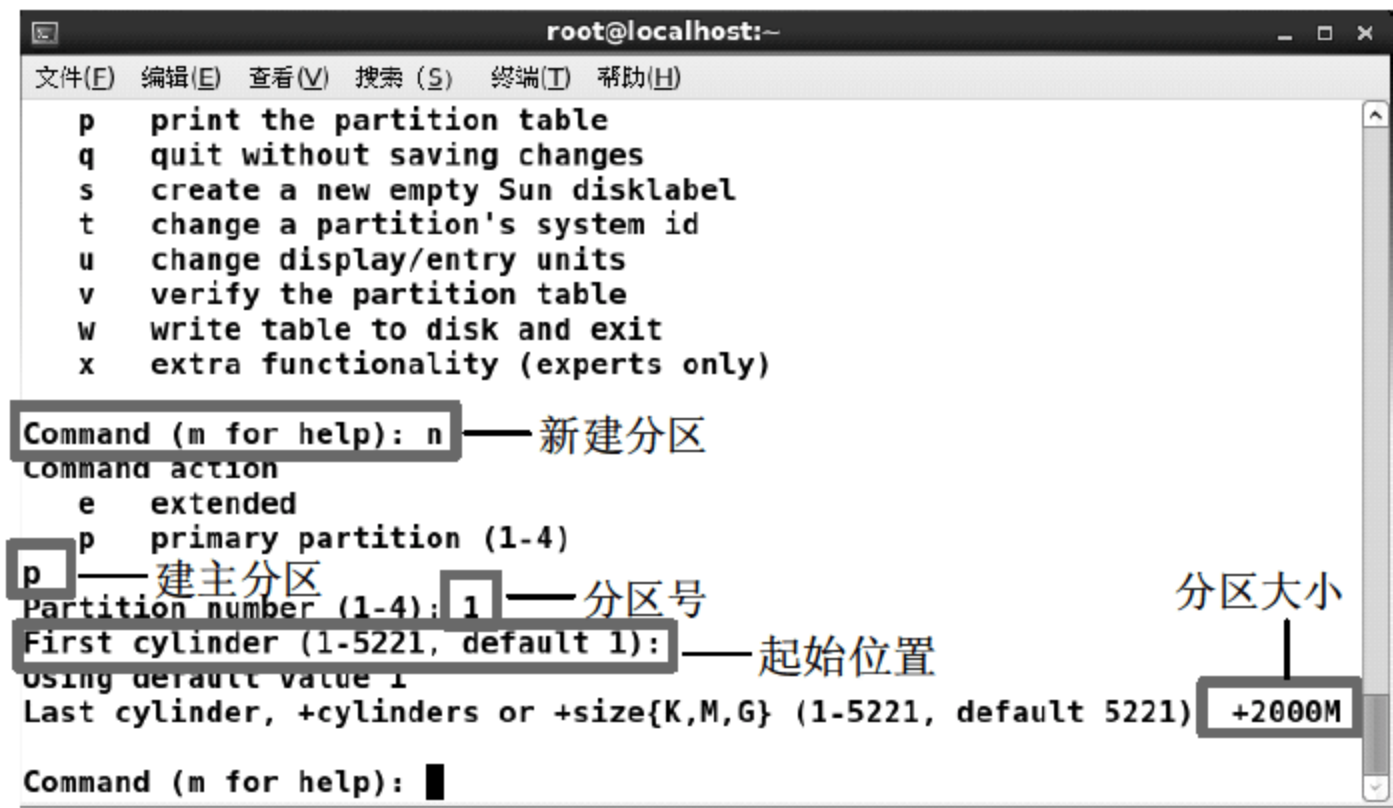 root@localhost:~
文件(F) 编辑(E) 查看(V) 搜索 (S) 终端(T) 帮助(H)
p print the partition table
q quit without saving changes
s create a new empty Sun disklabel
t change a partition's system id
u change display/entry units
v verify the partition table
w write table to disk and exit
x extra functionality (experts only)
Command (m for help): n 新建分区
Command action
e extended
p primary partition (1-4)
p 建主分区
Partition number (1-4): 1 分区号
分区大小
First cylinder (1-5221, default 1): 起始位置
Using default value 1
Last cylinder, +cylinders or +size{K,M,G} (1-5221, default 5221) +2000M
Command (m for help):